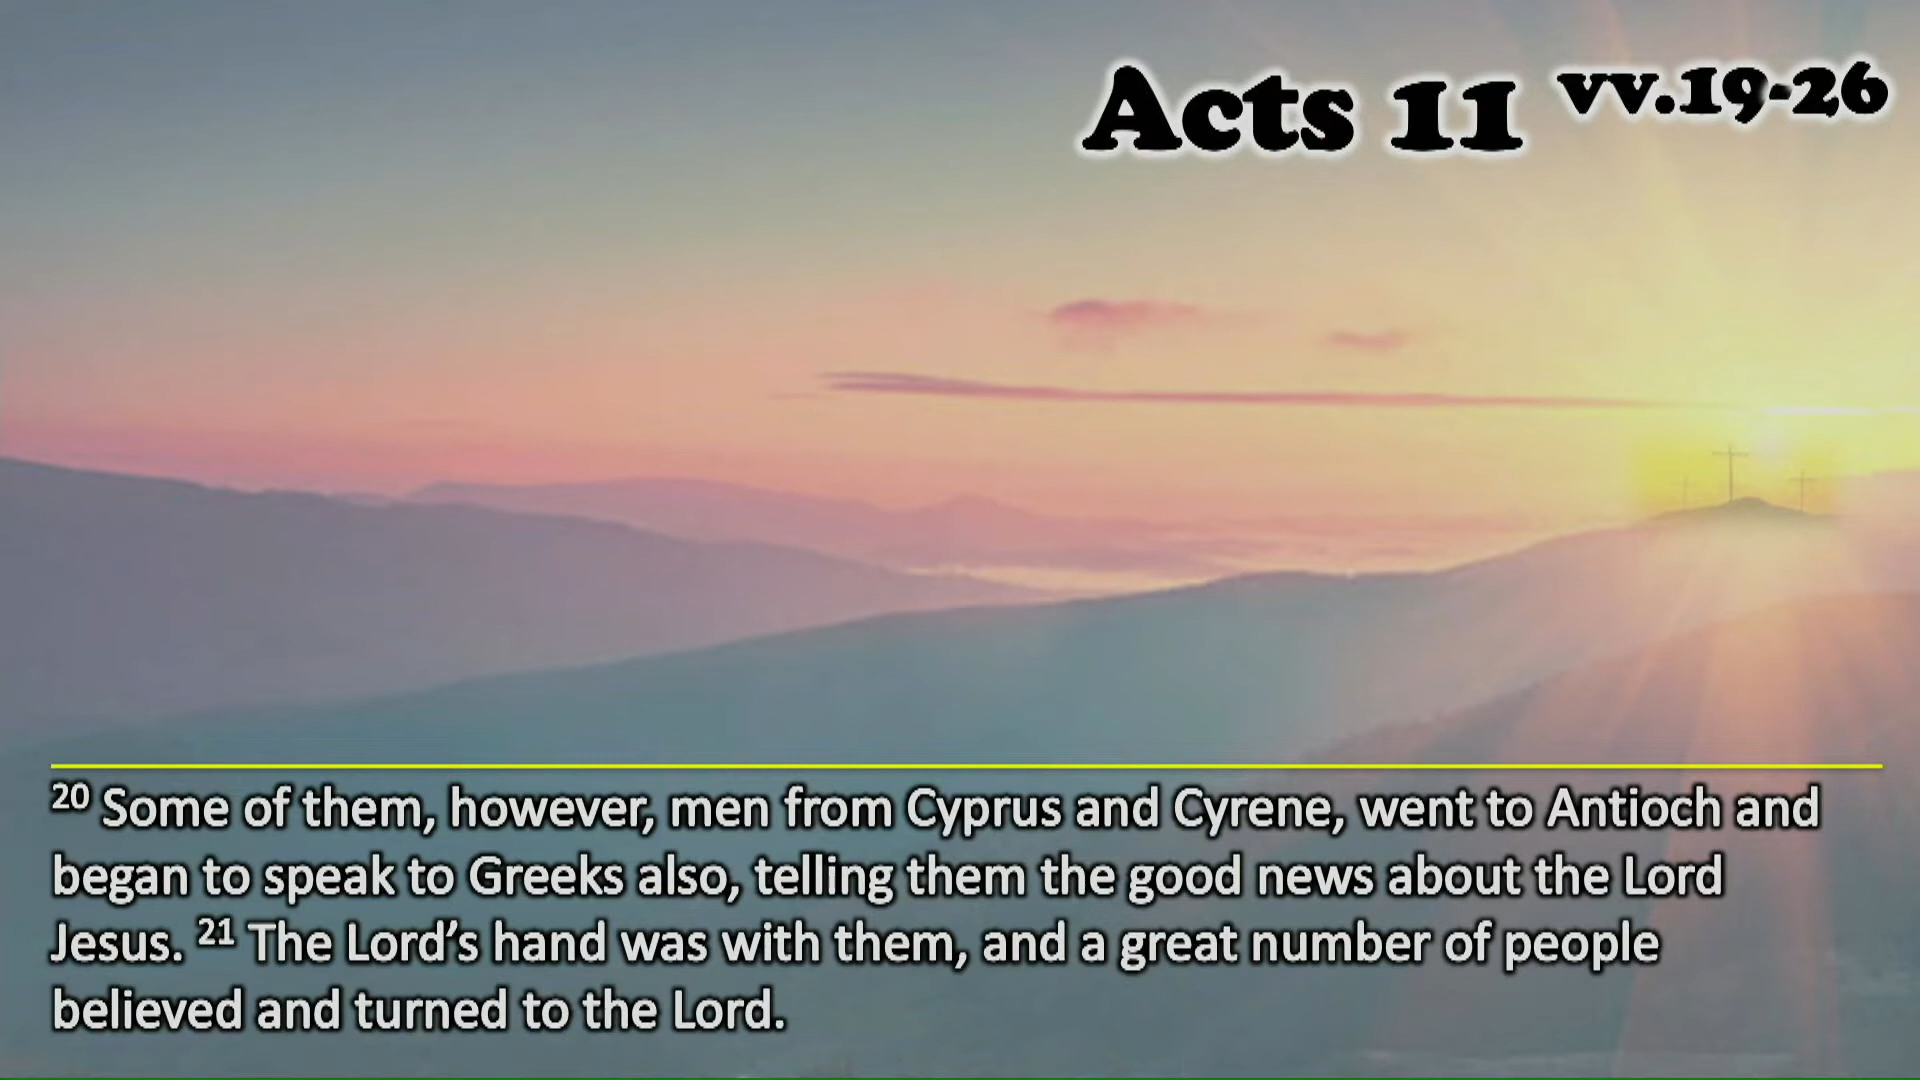 Acts 11 vv.19-26
20 Some of them, however, men from Cyprus and Cyrene, went to Antioch and
began to speak to Greeks also, telling them the good news about the Lord
Jesus. 21 The Lord’s hand was with them, and a great number of people
believed and turned to the Lord.